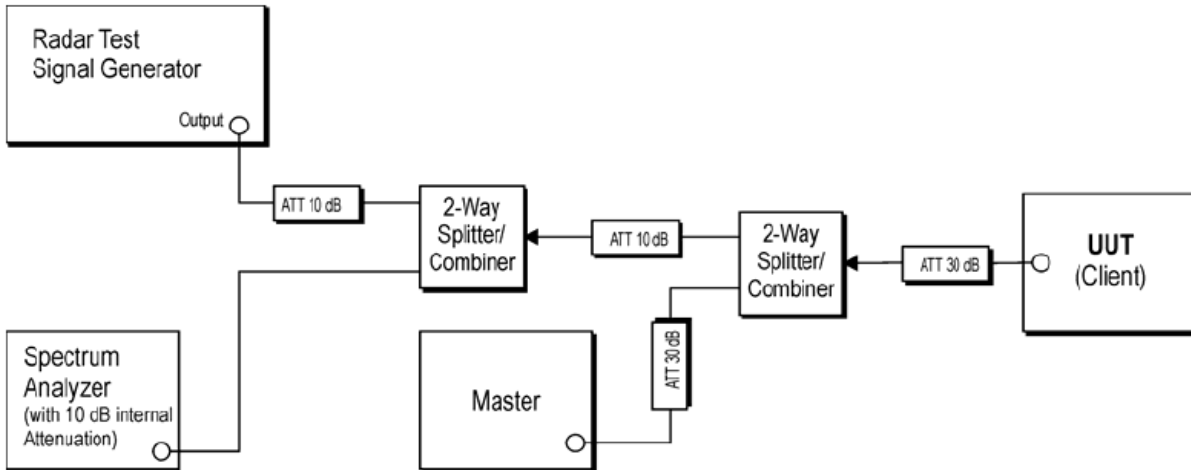 Radar Test
Signal Generator
Output
ATT 10 dB
2-Way
Splitter/
Combiner
ATT 10 dB
2-Way
Splitter/
Combiner
ATT 30 dB
UUT
(Client)
Spectrum
Analyzer
(with 10 dB internal
Attenuation)
Master
ATT 30 dB